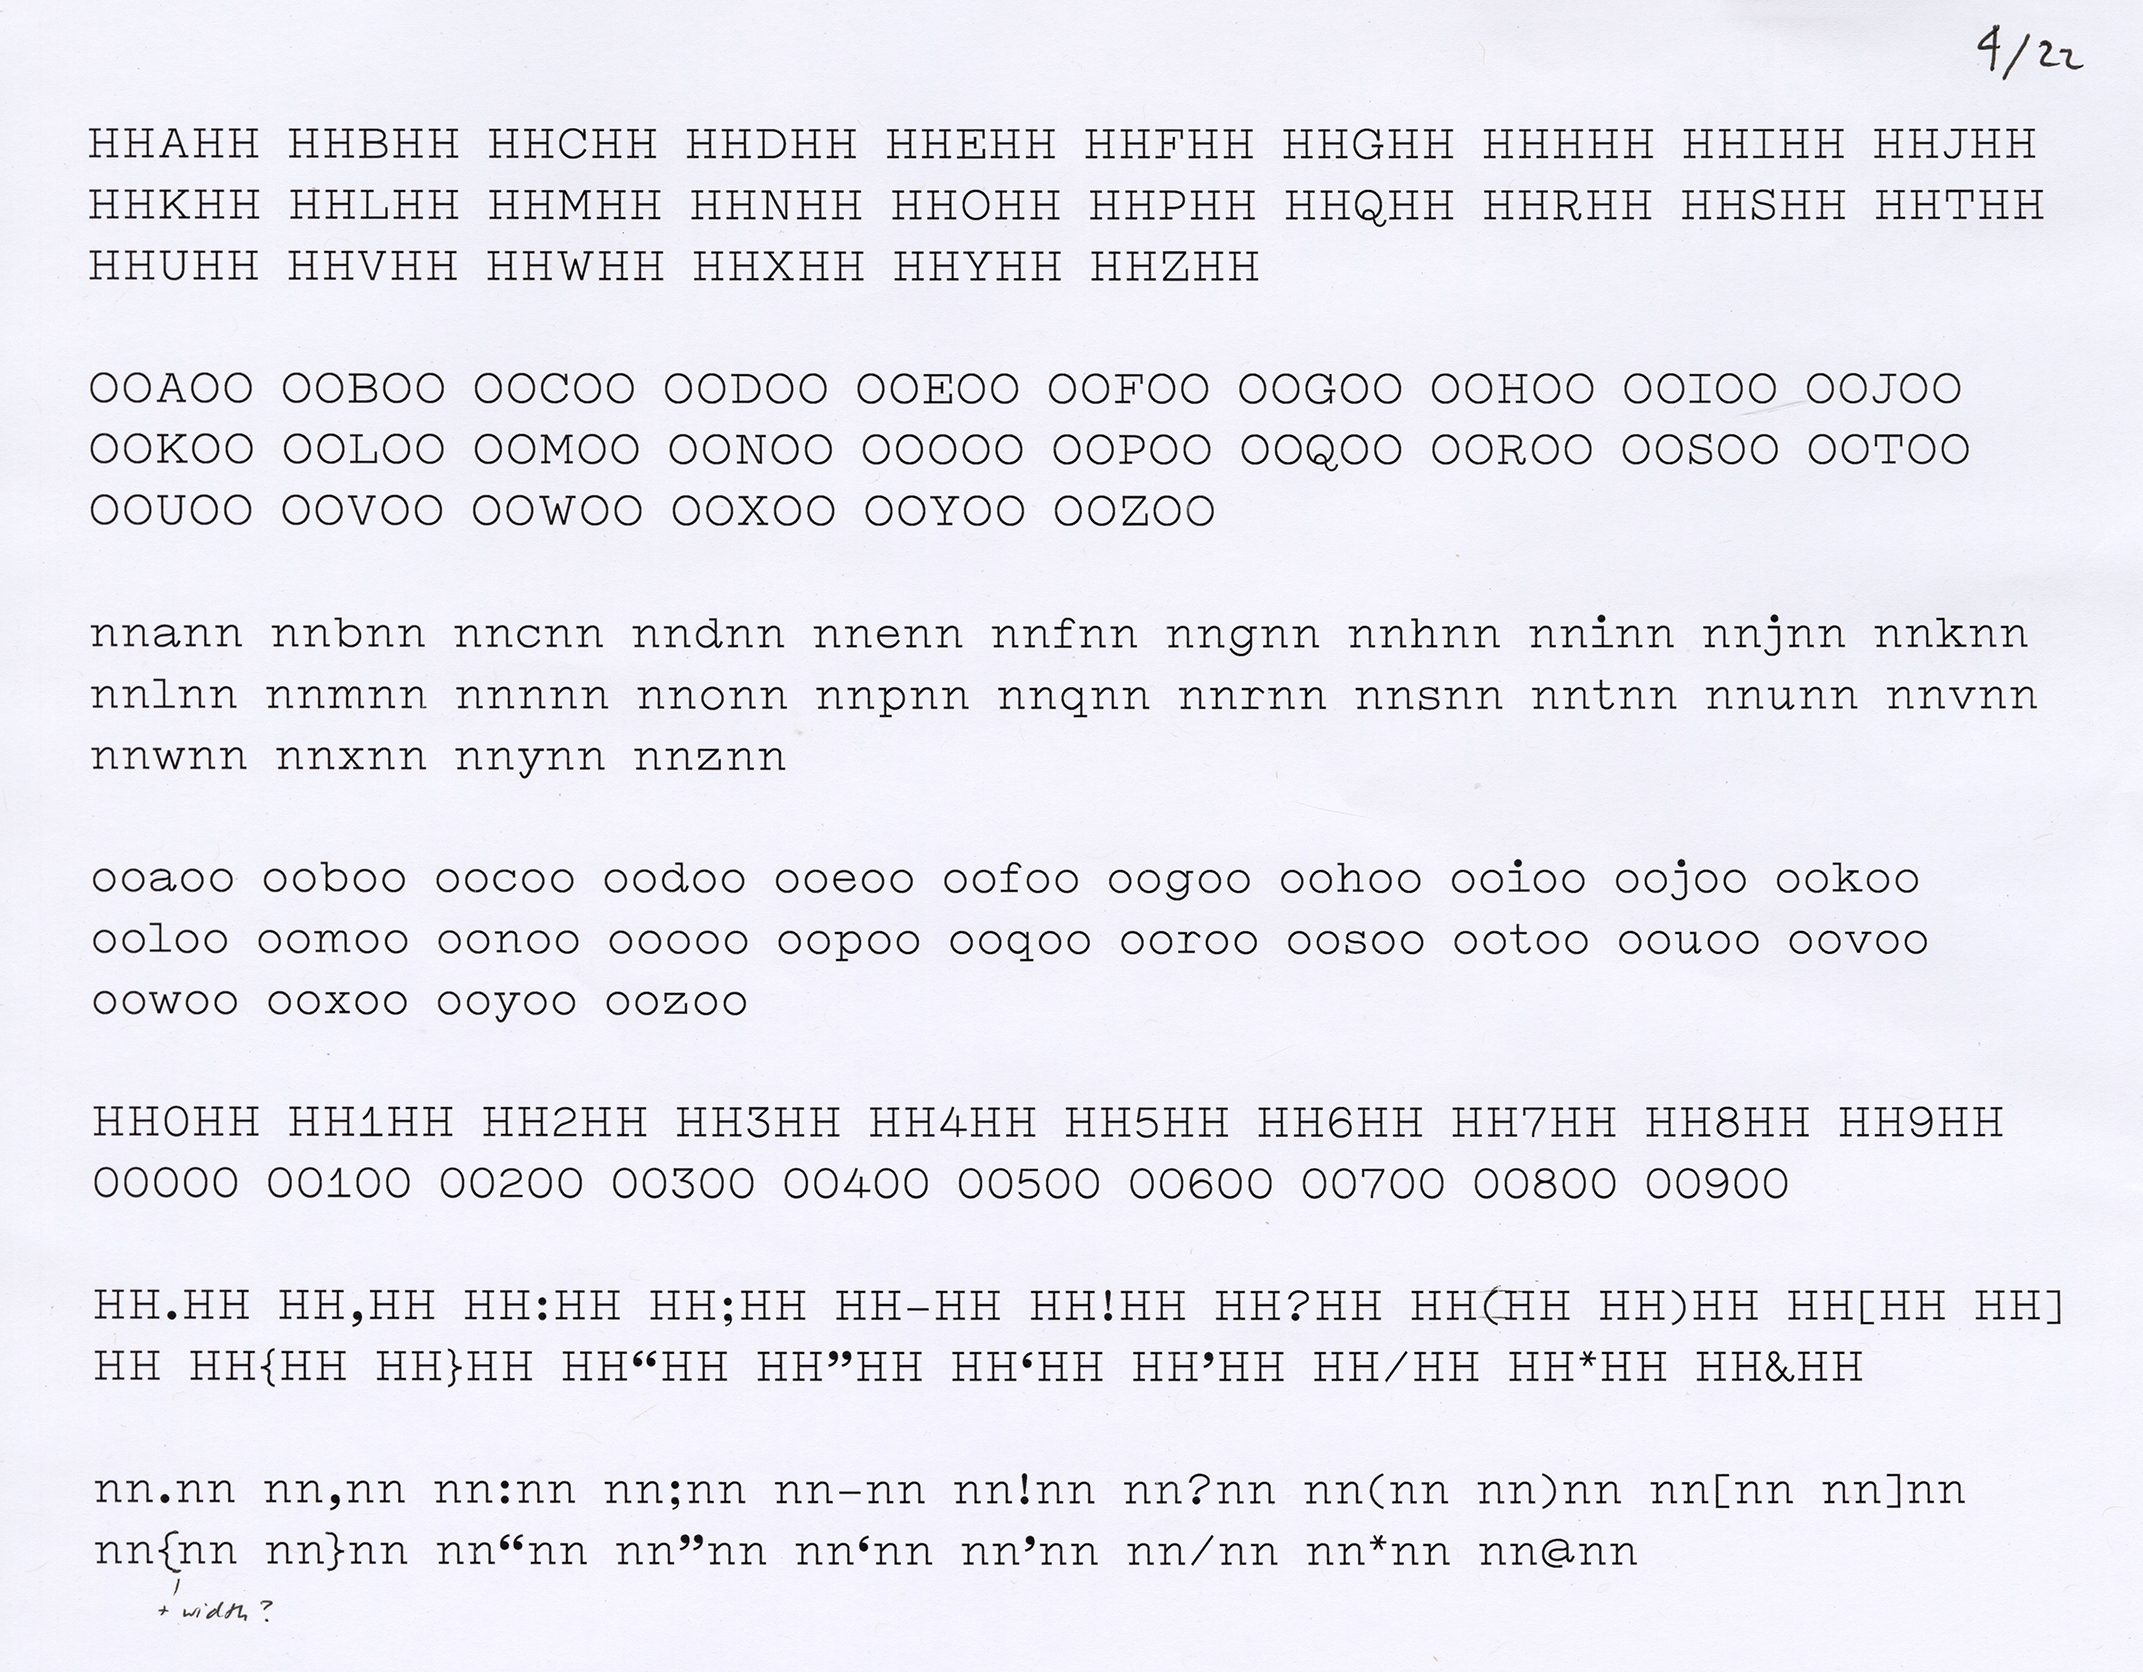 4/22
HHAHH HHBHH HHCHH HHDHH HHEHH HHFHH HHGHH HHHHH HHIHH HHJHH
HHKHH HHLHH HHMHH HHNHH HHOHH HHPHH HHQHH HHRHH HHSHH HHTHH
HHUHH HHVHH HHWHH HHXHH HHYHH HHZHH
OOAOO OOBOO OOCOO OODOO OOEOO OOFOO OOGOO OOHOO OOIOO OOJOO
OOKOO OOLOO OOMOO OONOO OOOOO OOPOO OOQOO OOROO OOSOO OOTOO
OOUOO OOVOO OOWOO OOXOO OOYOO OOZOO
nnann nnbnn nncnn nndnn nnenn nnfnn nngnn nnhnn nninn nnjnn nnknn
nnlnn nnmnn nnnnn nnonn nnpnn nnqnn nnrnn nnsnn nntnn nnunn nnvnn
nnwnn nnxnn nnynn nnznn
ooaoo ooboo oocoo oodoo ooeoo oofoo oogoo oohoo ooioo oojoo ookoo
ooloo oomoo oonoo ooooo oopoo ooqoo ooroo oosoo ootoo oouoo oovoo
oowoo ooxoo ooyoo oozoo
HH0HH HH1HH HH2HH HH3HH HH4HH HH5HH HH6HH HH7HH HH8HH HH9HH
00000 00100 00200 00300 00400 00500 00600 00700 00800 00900
HH.HH HH,HH HH:HH HH;HH HH–HH HH!HH HH?HH HH(HH HH)HH HH[HH HH]
HH HH{HH HH}HH HH“HH HH”HH HH‘HH HH’HH HH/HH HH*HH HH&HH
nn.nn nn,nn nn:nn nn;nn nn–nn nn!nn nn?nn nn(nn nn)nn nn[nn nn]nn
nn{nn nn}nn nn“nn nn”nn nn‘nn nn’nn nn/nn nn*nn nn@nn
+ width?